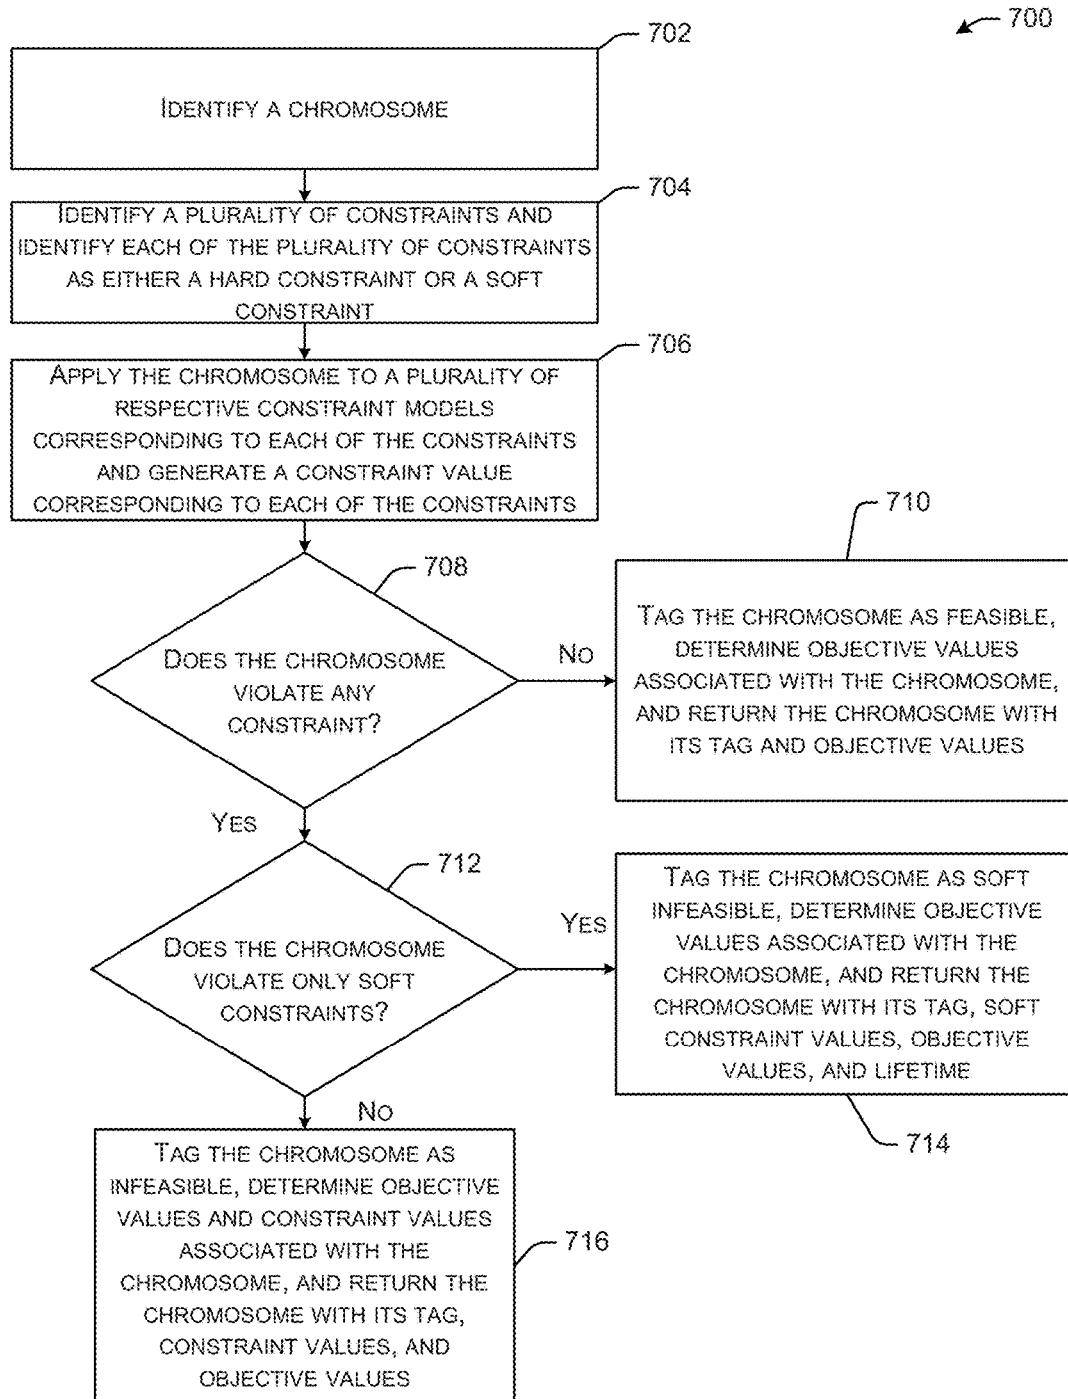 700
702
IDENTIFY A CHROMOSOME
704
IDENTIFY A PLURALITY OF CONSTRAINTS AND
IDENTIFY EACH OF THE PLURALITY OF CONSTRAINTS
AS EITHER A HARD CONSTRAINT OR A SOFT
CONSTRAINT
706
APPLY THE CHROMOSOME TO A PLURALITY OF
RESPECTIVE CONSTRAINT MODELS
CORRESPONDING TO EACH OF THE CONSTRAINTS
AND GENERATE A CONSTRAINT VALUE
CORRESPONDING TO EACH OF THE CONSTRAINTS
708
DOES THE CHROMOSOME
VIOLATE ANY
CONSTRAINT?
NO
710
TAG THE CHROMOSOME AS FEASIBLE,
DETERMINE OBJECTIVE VALUES
ASSOCIATED WITH THE CHROMOSOME,
AND RETURN THE CHROMOSOME WITH
ITS TAG AND OBJECTIVE VALUES
YES
712
DOES THE CHROMOSOME
VIOLATE ONLY SOFT
CONSTRAINTS?
YES
TAG THE CHROMOSOME AS SOFT
INFEASIBLE, DETERMINE OBJECTIVE
VALUES ASSOCIATED WITH THE
CHROMOSOME, AND RETURN THE
CHROMOSOME WITH ITS TAG, SOFT
CONSTRAINT VALUES, OBJECTIVE
VALUES, AND LIFETIME
714
NO
TAG THE CHROMOSOME AS
INFEASIBLE, DETERMINE OBJECTIVE
VALUES AND CONSTRAINT VALUES
ASSOCIATED WITH THE
CHROMOSOME, AND RETURN THE
CHROMOSOME WITH ITS TAG,
CONSTRAINT VALUES, AND
OBJECTIVE VALUES
716